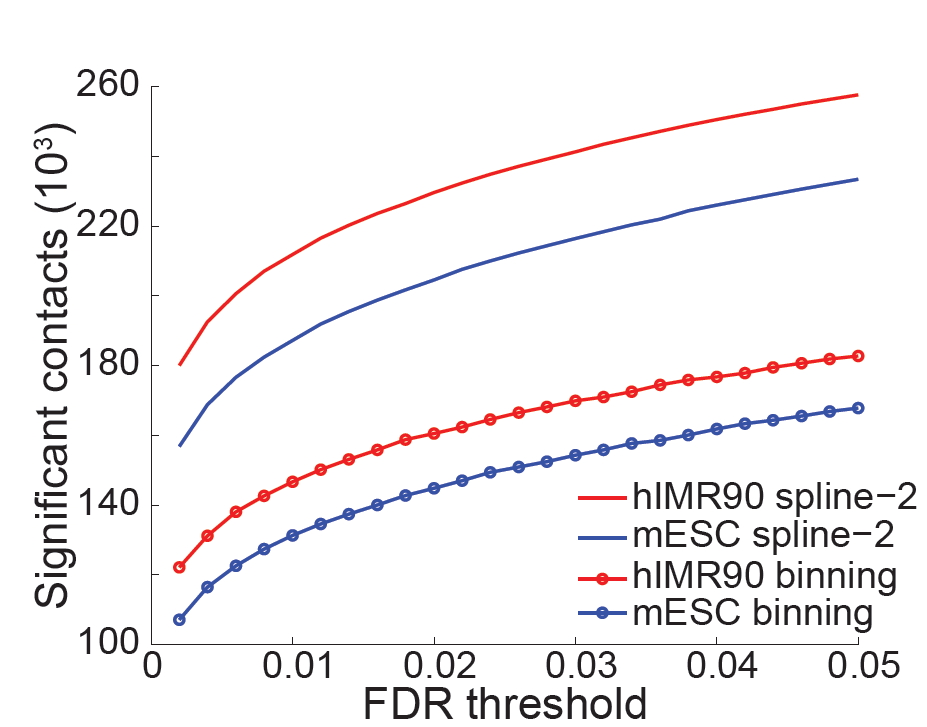 260
220
180
140
100
Significant contacts (10³)
0
0.01
0.02
0.03
0.04
0.05
FDR threshold
hIMR90 spline−2
mESC spline−2
hIMR90 binning
mESC binning